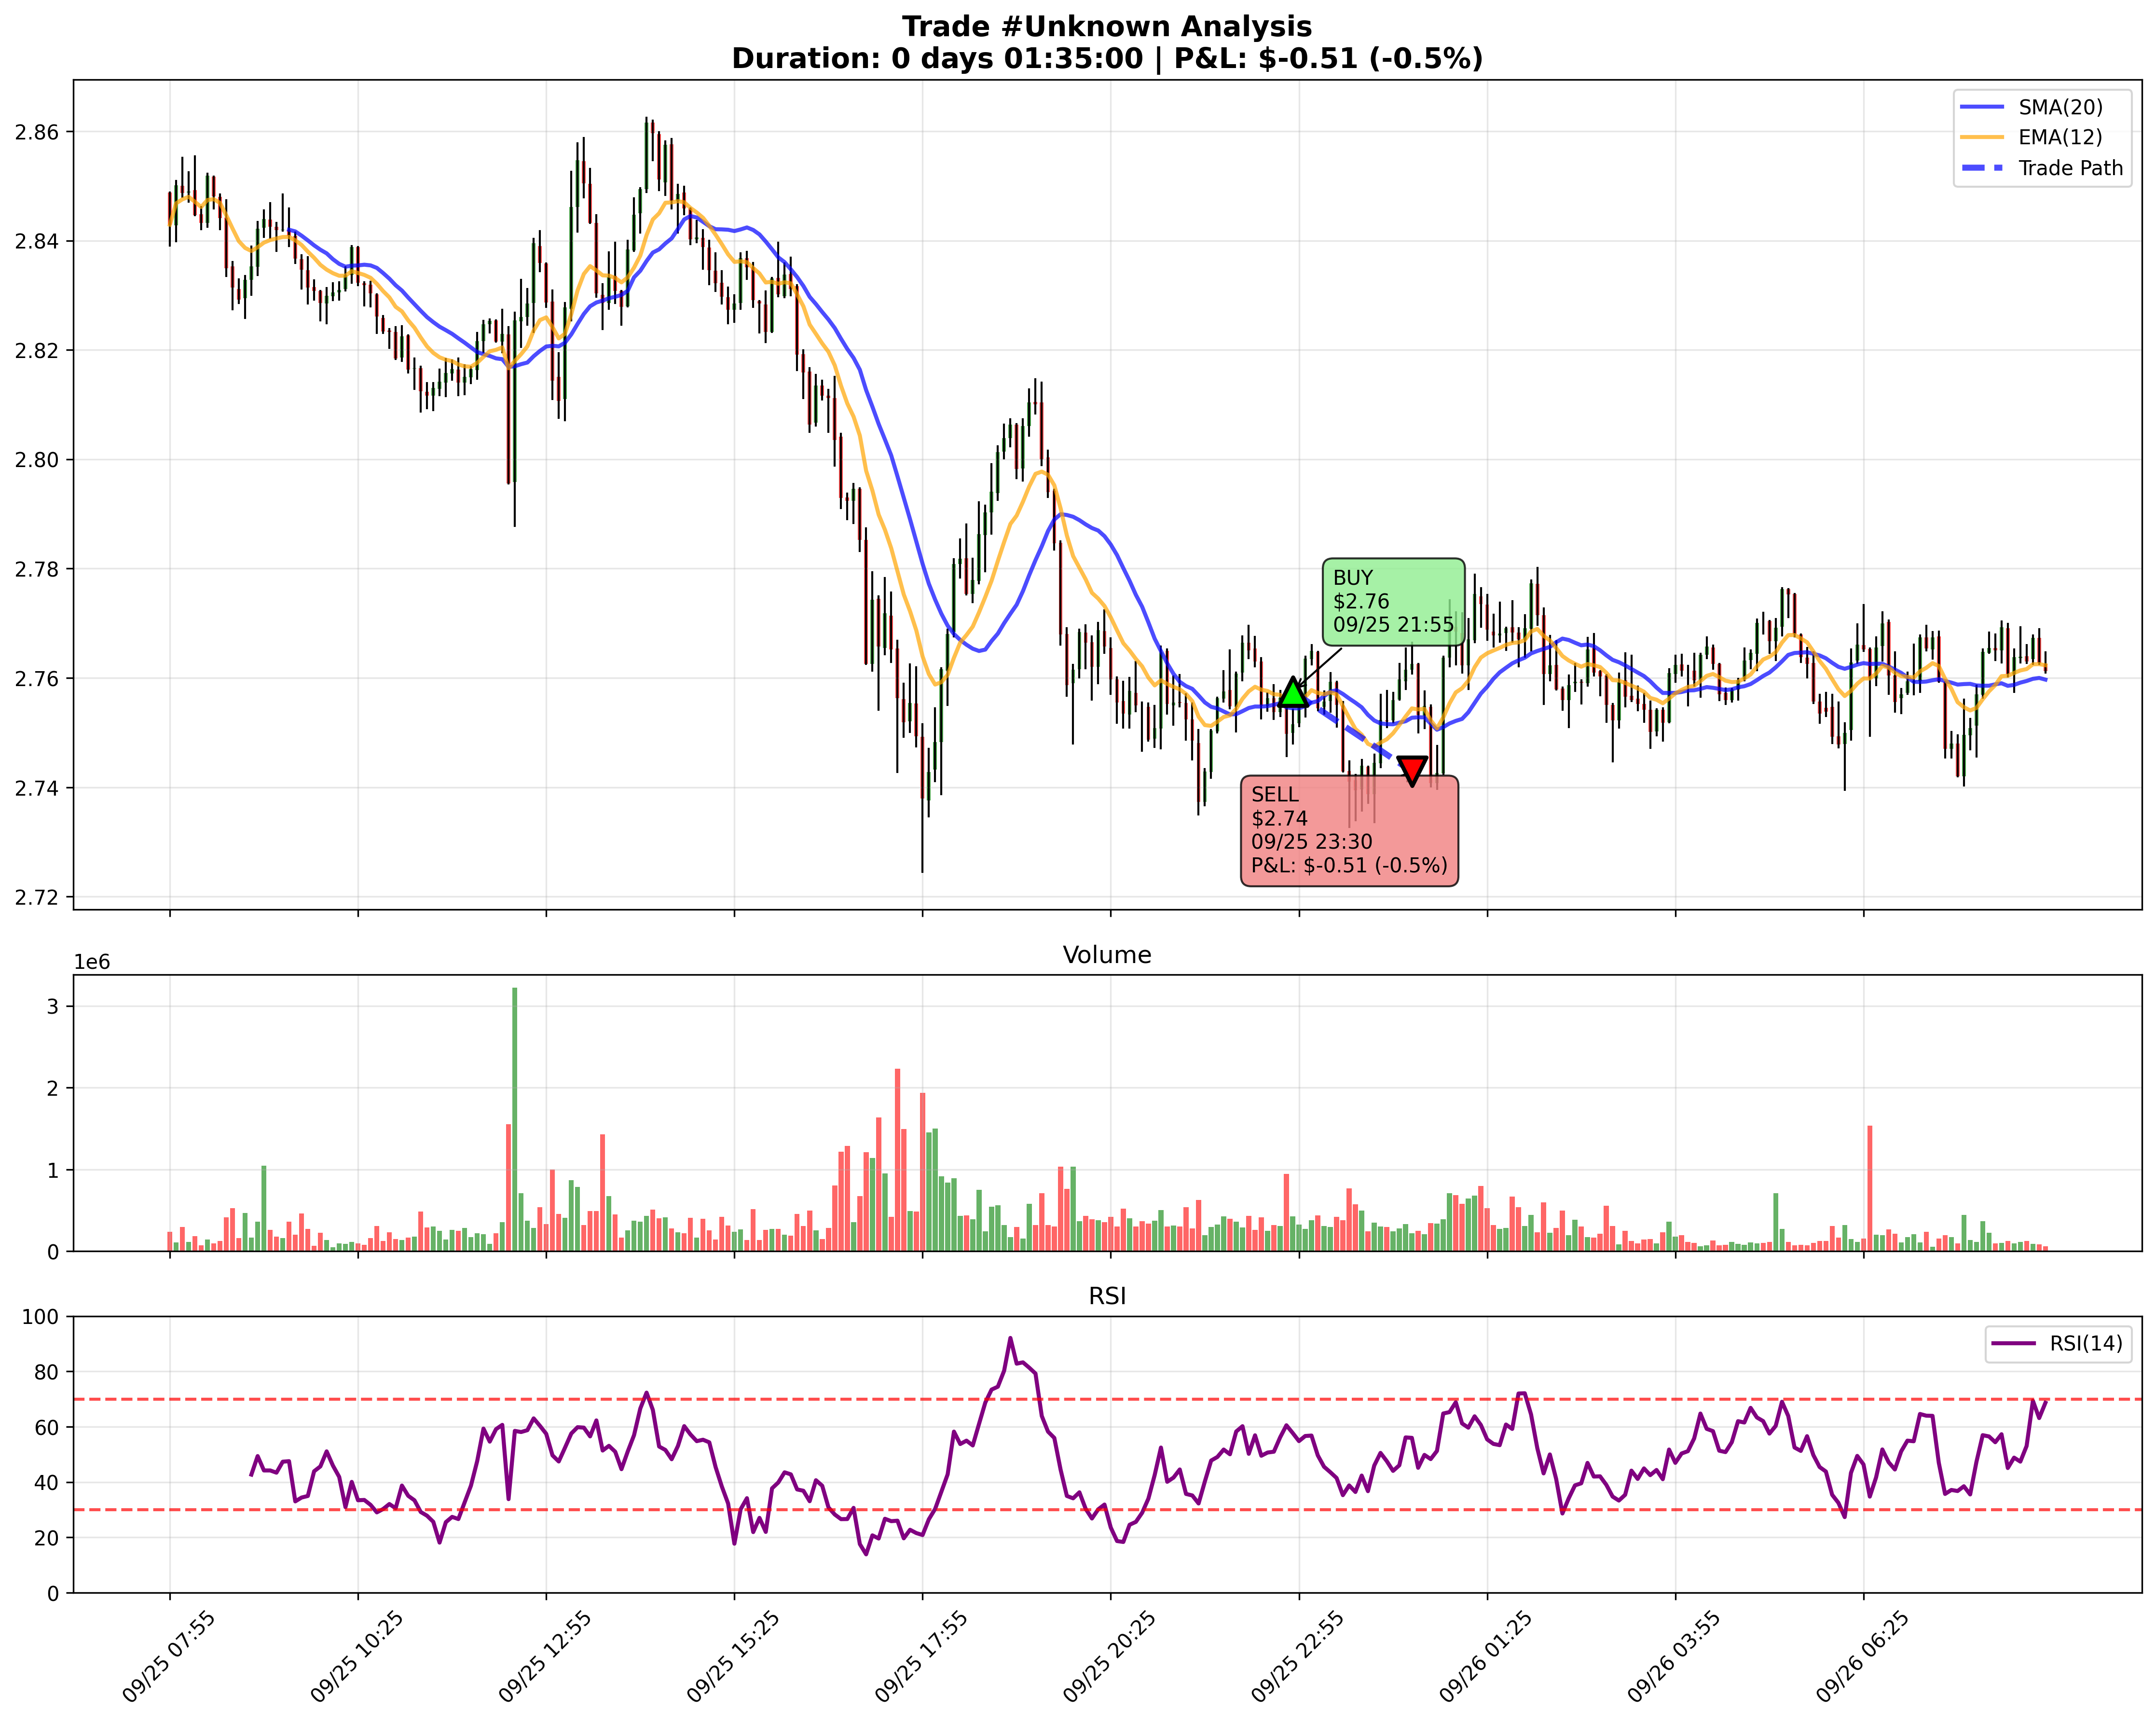 Trade #Unknown Analysis
Duration: 0 days 01:35:00 | P&L: $-0.51 (-0.5%)
SMA(20)
EMA(12)
Trade Path
2.86
2.84
2.82
2.80
2.78
2.76
2.74
2.72
BUY
$2.76
09/25 21:55
SELL
$2.74
09/25 23:30
P&L: $-0.51 (-0.5%)
Volume
1e6
3
2
1
0
RSI
RSI(14)
100
80
60
40
20
0
09/25 07:55
09/25 10:25
09/25 12:55
09/25 15:25
09/25 17:55
09/25 20:25
09/25 22:55
09/26 01:25
09/26 03:55
09/26 06:25